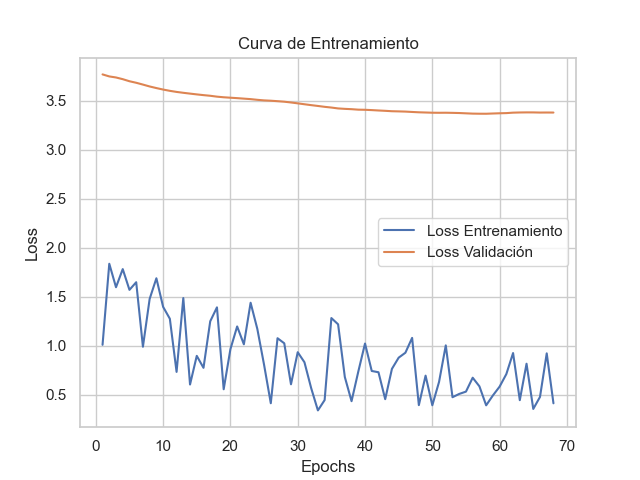 Curva de Entrenamiento
Loss
3.5
3.0
2.5
2.0
1.5
1.0
0.5
Loss Entrenamiento
Loss Validación
0 10 20 30 40 50 60 70
Epochs